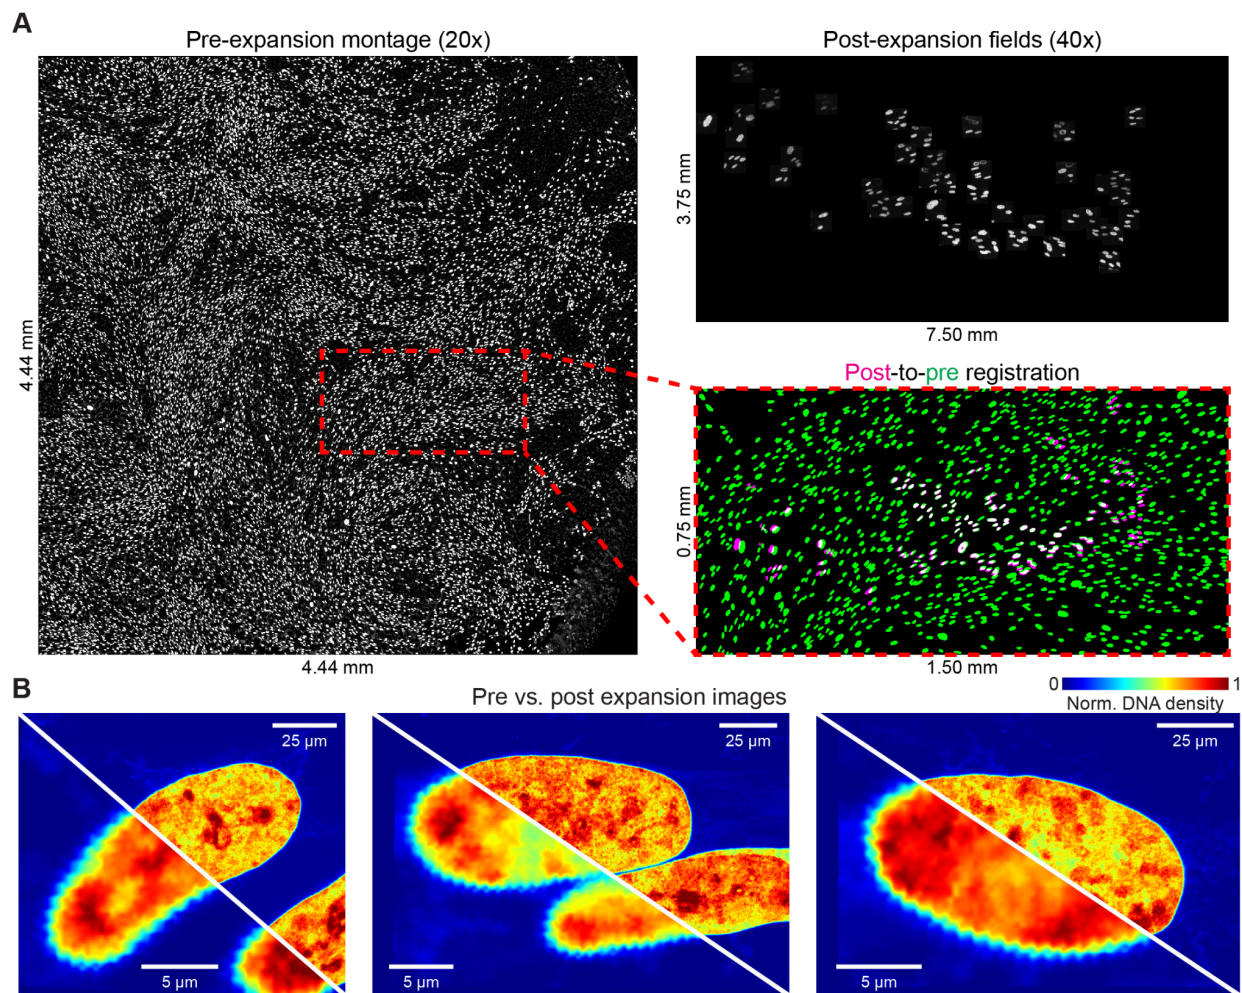 A
Pre-expansion montage (20x)
4.44 mm
4.44 mm
Post-expansion fields (40x)
3.75 mm
7.50 mm
Post-to-pre registration
0.75 mm
1.50 mm
B
Pre vs. post expansion images
0 1
Norm. DNA density
25 µm
5 µm
25 µm
5 µm
25 µm
5 µm